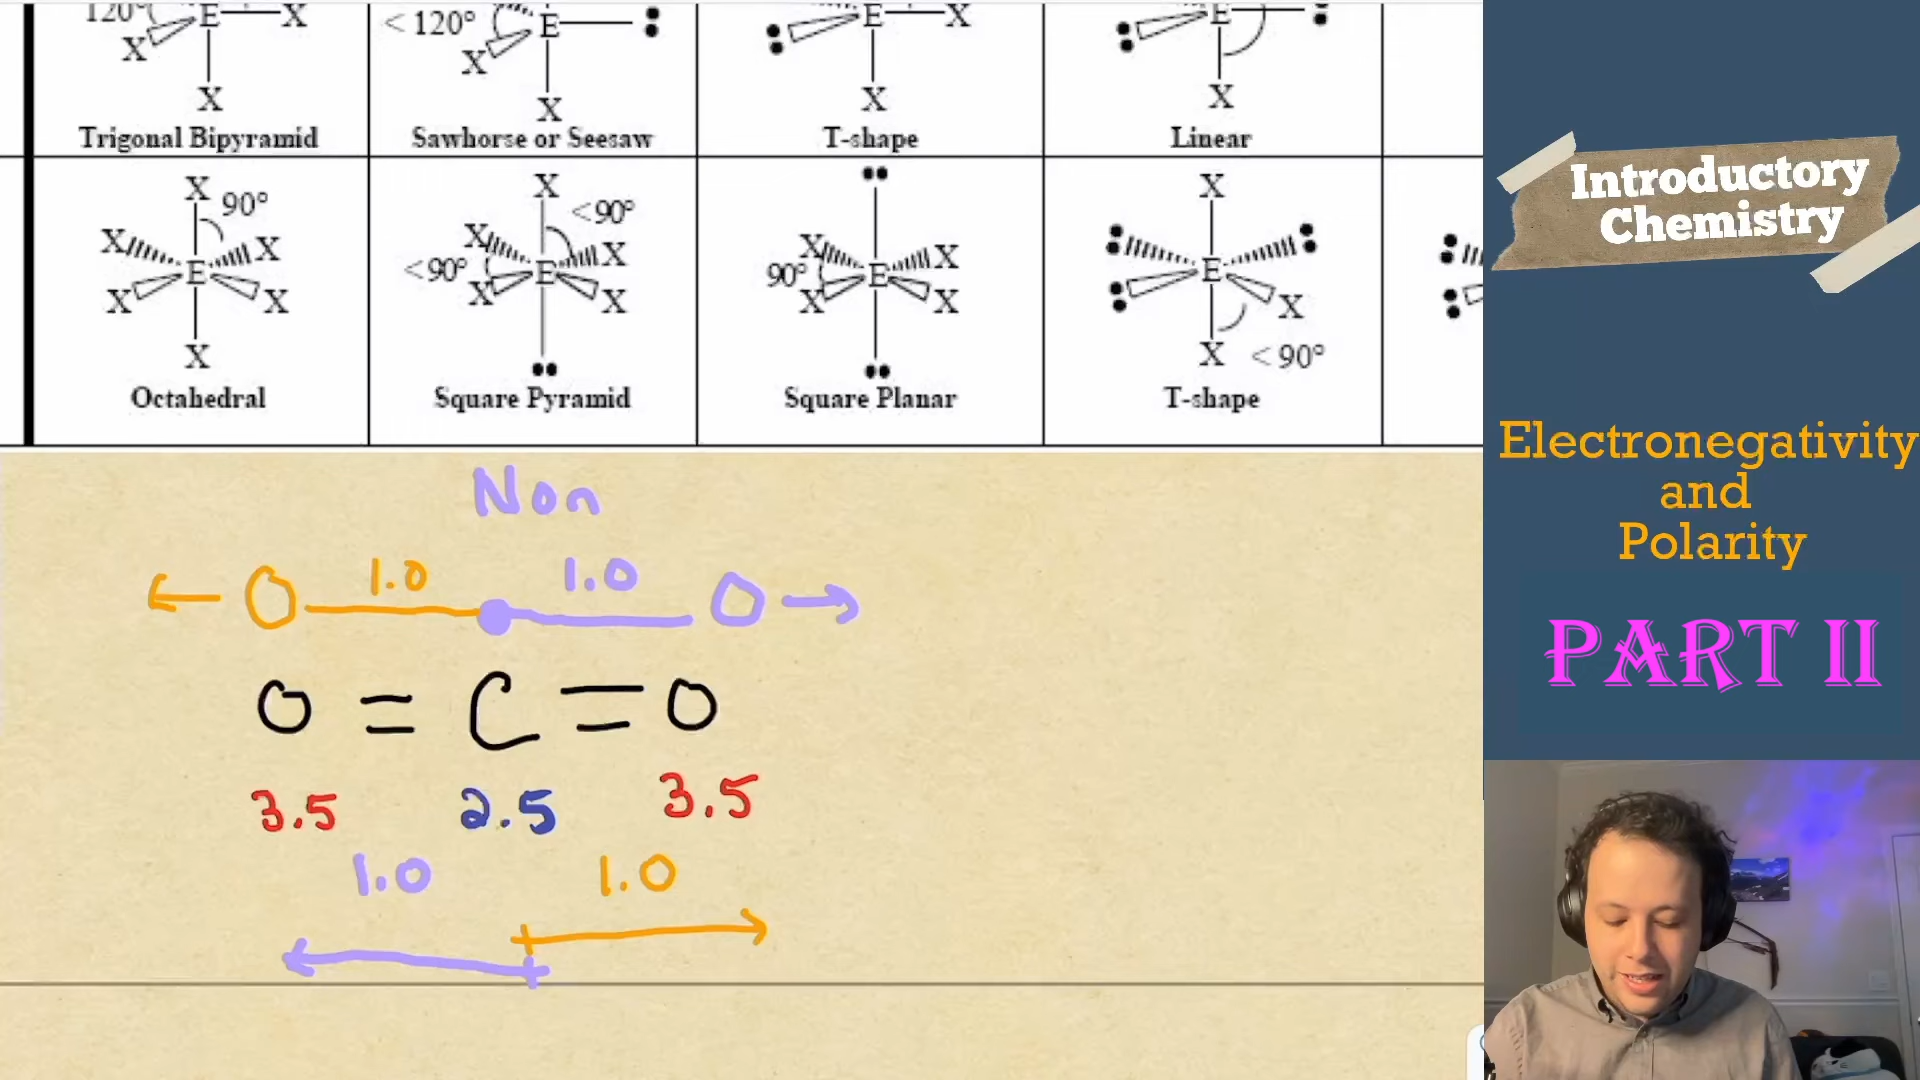 120° E X
X
X
Trigonal Bipyramid
< 120° E
X
X
Sawhorse or Seesaw
E X
X
T-shape
E
X
Linear
X 90°
X X
E
X X
X
Octahedral
X <90°
X X
<90° E
X X
Square Pyramid
X X
90° E
X X
Square Planar
X
E
X
X < 90°
T-shape
Non
O 1.0 1.0 O
O = C = O
3.5 2.5 3.5
1.0 1.0
Introductory
Chemistry
Electronegativity
and
Polarity
PART II